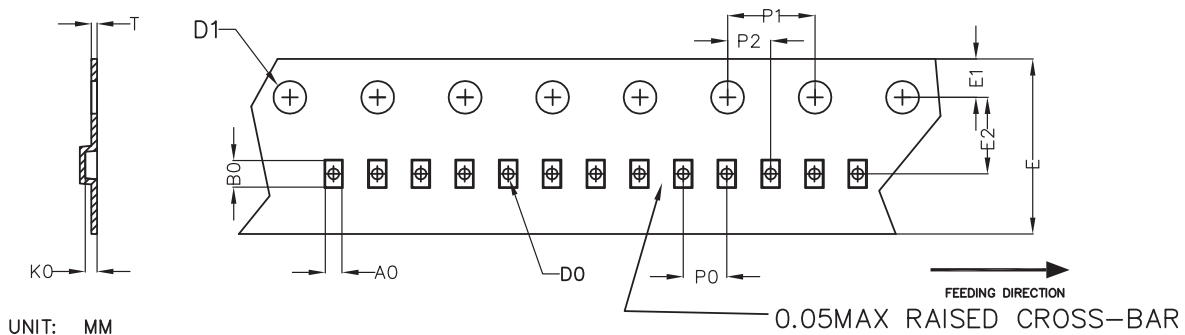 T
D1
P1
P2
E1
E2
E
B0
K0
A0
D0
P0
FEEDING DIRECTION
0.05MAX RAISED CROSS-BAR
UNIT: MM